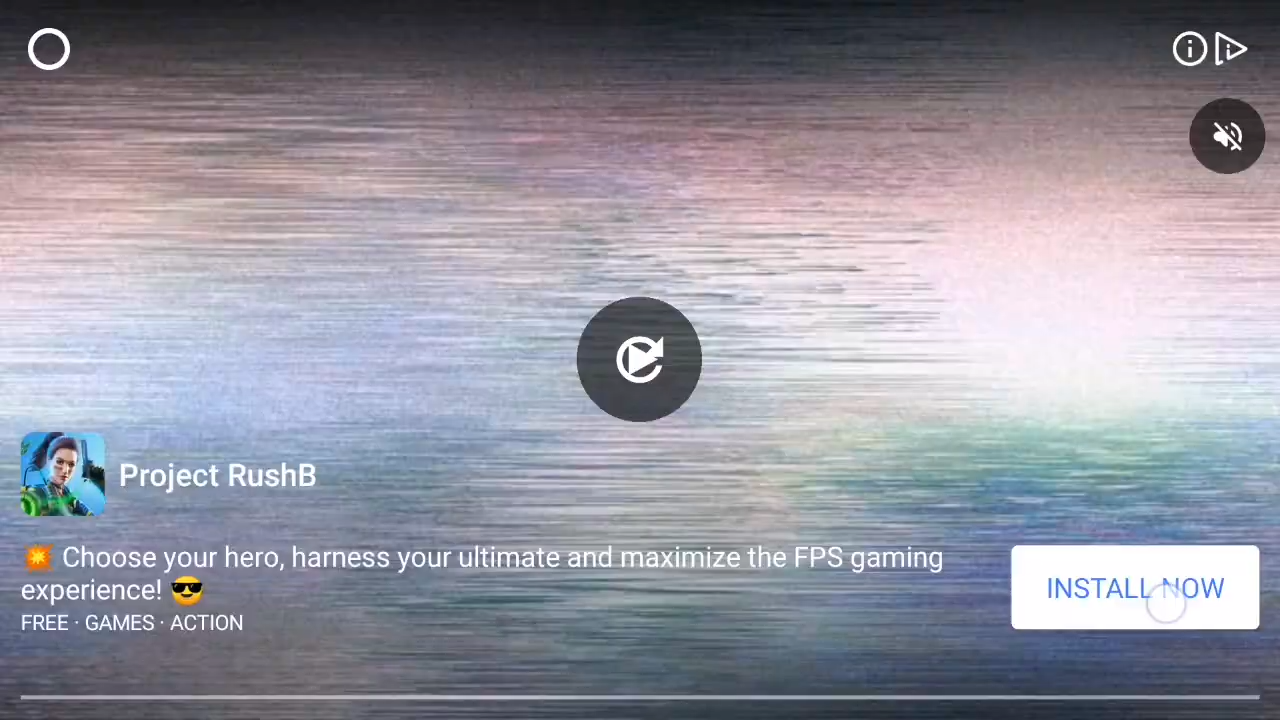 Project RushB
💥 Choose your hero, harness your ultimate and maximize the FPS gaming
experience! 😎
FREE · GAMES · ACTION
INSTALL NOW